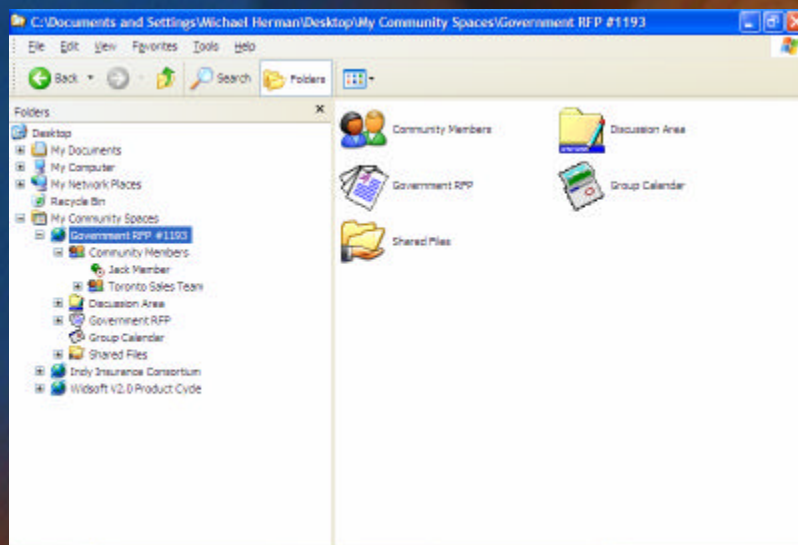 C:\Documents and Settings\Michael Herman\Desktop\My Community Spaces\Government RFP #1193
File Edit View Favorites Tools Help
Back Search Folders
Folders
Desktop
My Documents
My Computer
My Network Places
Recycle Bin
My Community Spaces
Government RFP #1193
Community Members
Jack Member
Toronto Sales Team
Discussion Area
Government RFP
Group Calendar
Shared Files
Indy Insurance Consortium
Widsoft V2.0 Product Cycle
Community Members Discussion Area
Government RFP Group Calendar
Shared Files